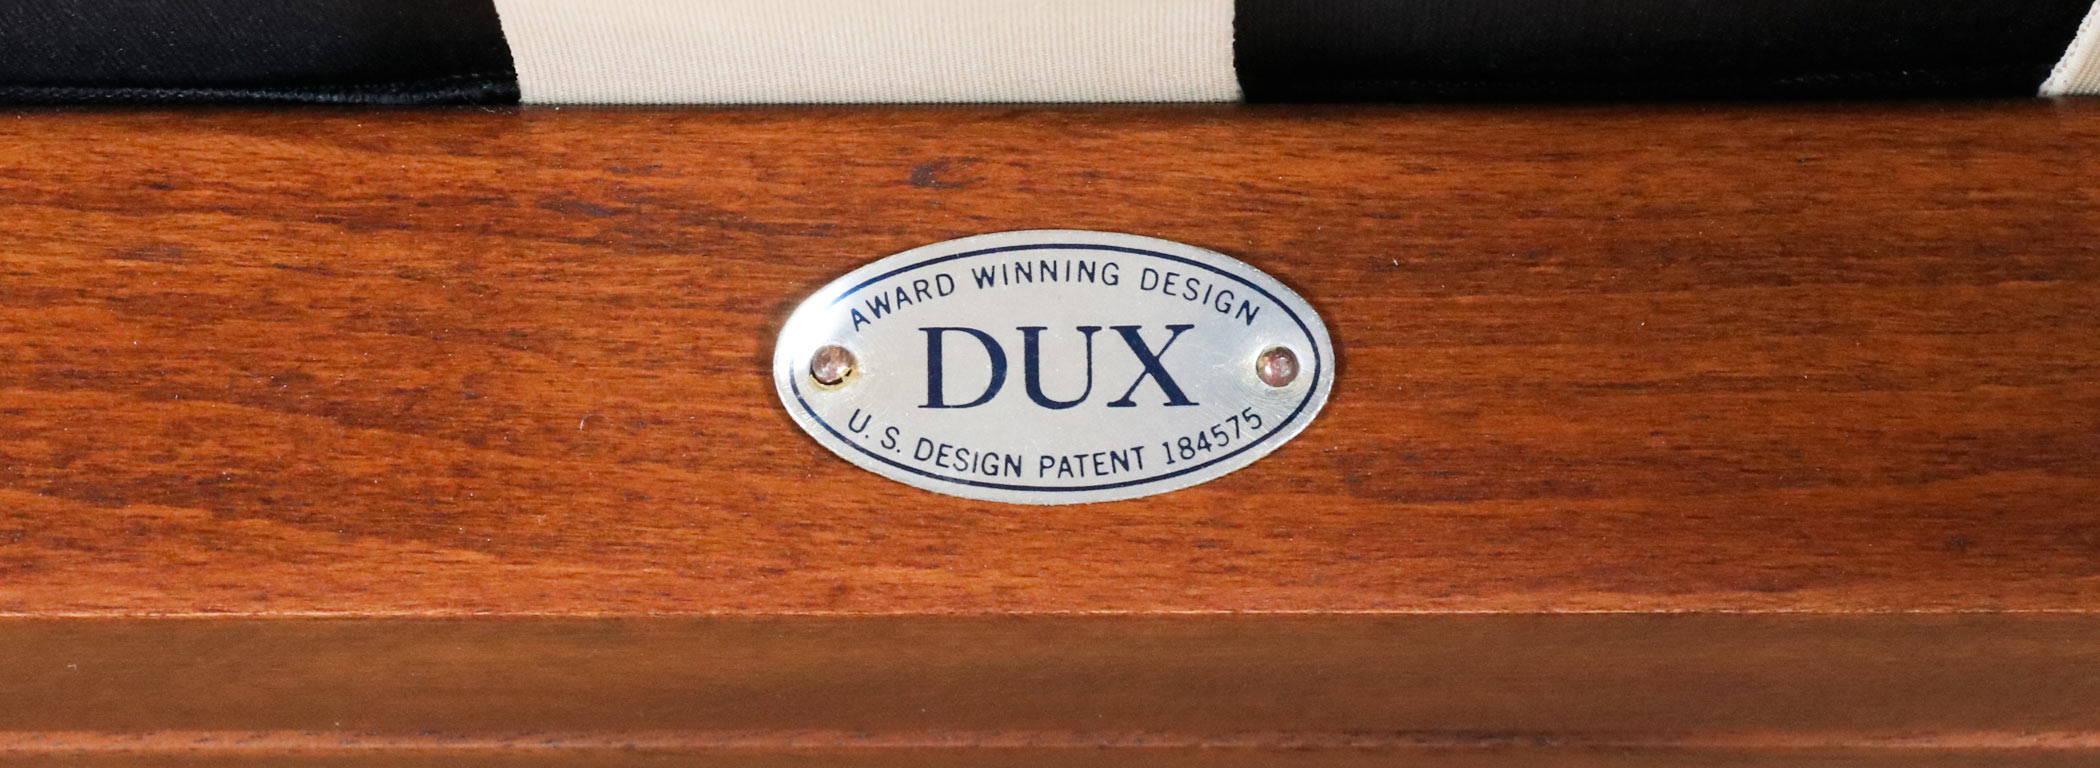 AWARD WINNING DESIGN
DUX
U. S. DESIGN PATENT 184575